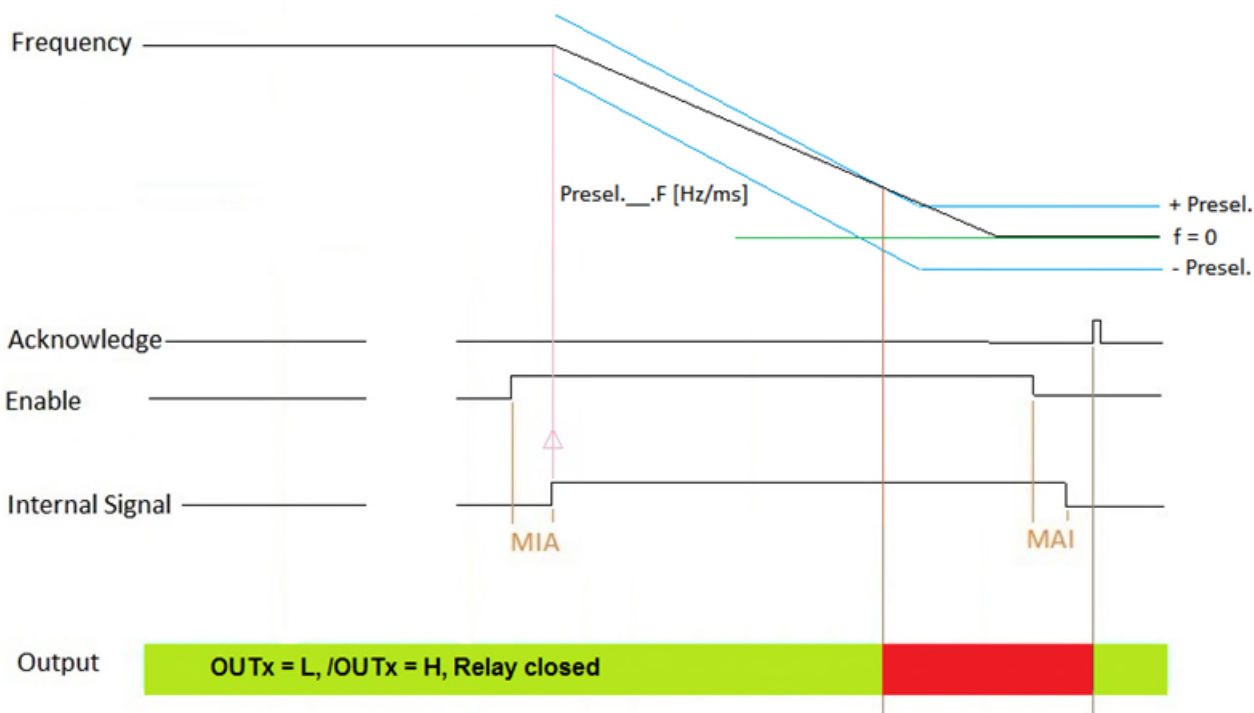 Frequency
Presel.__.F [Hz/ms]
+ Presel.
f = 0
- Presel.
Acknowledge
Enable
Internal Signal
MIA
MAI
Output
OUTx = L, /OUTx = H, Relay closed